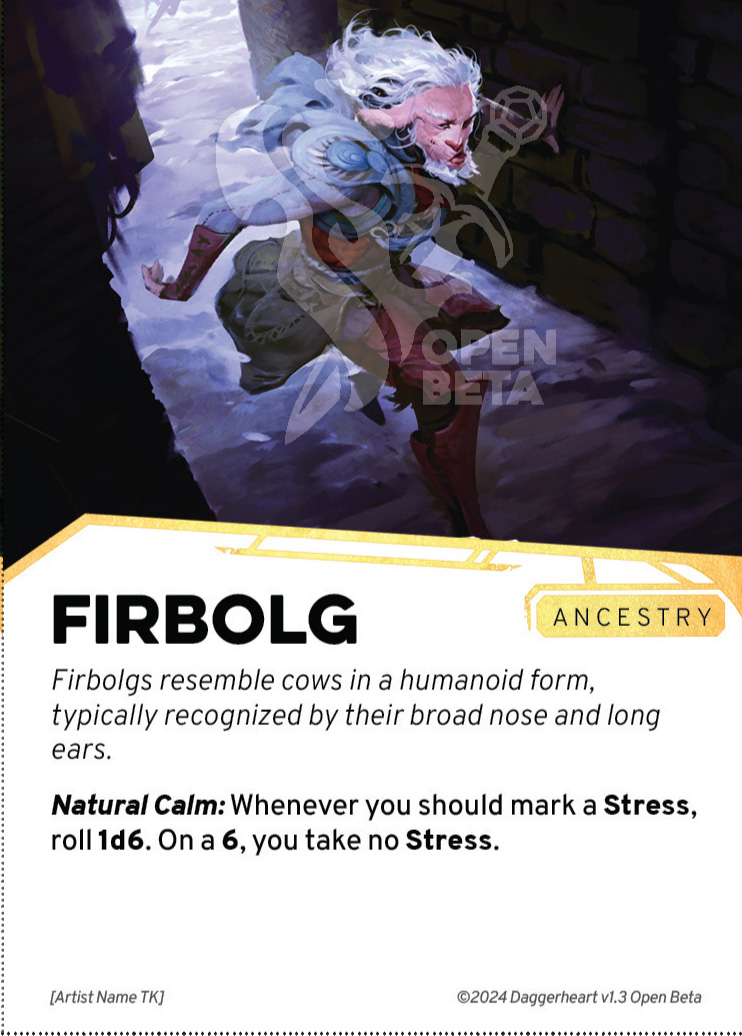 OPEN
BETA
FIRBOLG
ANCESTRY
Firbolgs resemble cows in a humanoid form,
typically recognized by their broad nose and long
ears.
Natural Calm: Whenever you should mark a Stress,
roll 1d6. On a 6, you take no Stress.
[Artist Name TK]
©2024 Daggerheart v1.3 Open Beta